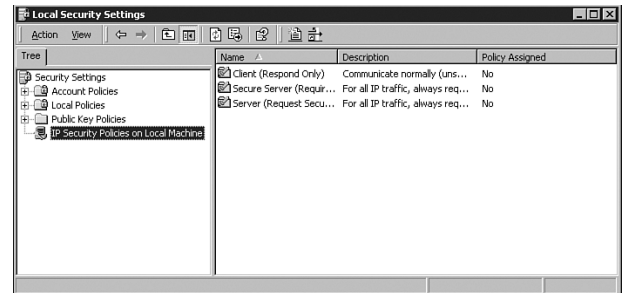 Local Security Settings
Action View
Tree
Name Description Policy Assigned
Security Settings
Account Policies
Local Policies
Public Key Policies
IP Security Policies on Local Machine
Client (Respond Only) Communicate normally (uns... No
Secure Server (Requir... For all IP traffic, always req... No
Server (Request Secu... For all IP traffic, always req... No